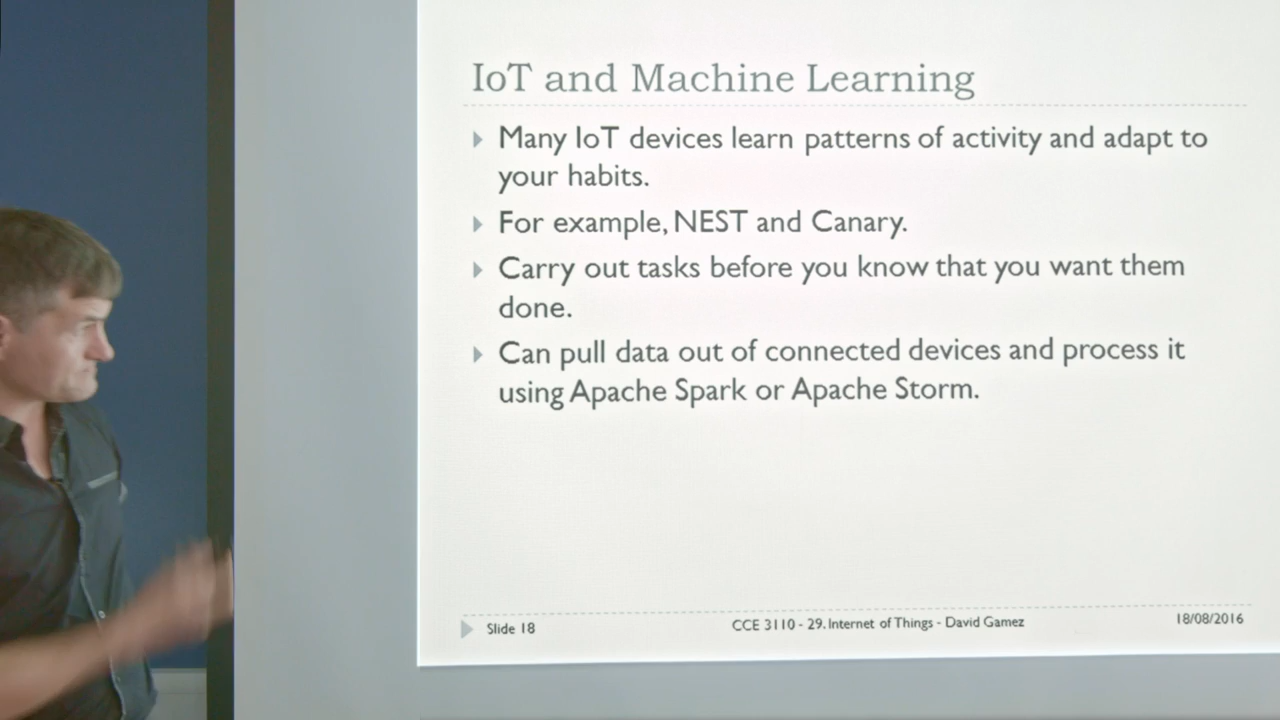 IoT and Machine Learning
Many IoT devices learn patterns of activity and adapt to
your habits.
For example, NEST and Canary.
Carry out tasks before you know that you want them
done.
Can pull data out of connected devices and process it
using Apache Spark or Apache Storm.
Slide 18
CCE 3110 - 29. Internet of Things - David Gamez
18/08/2016